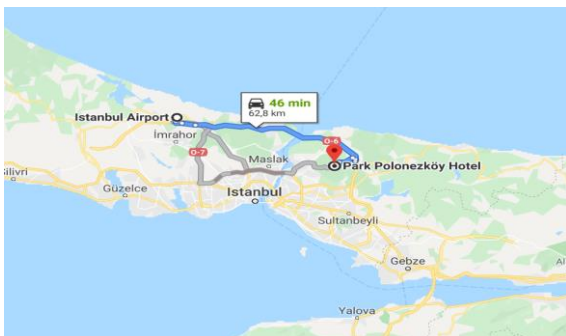 46 min
62,8 km
Istanbul Airport
İmrahor
O-6
O-7
Maslak
Park Polonezköy Hotel
Silivri
Güzelce
Istanbul
Sultanbeyli
Gebze
Yalova